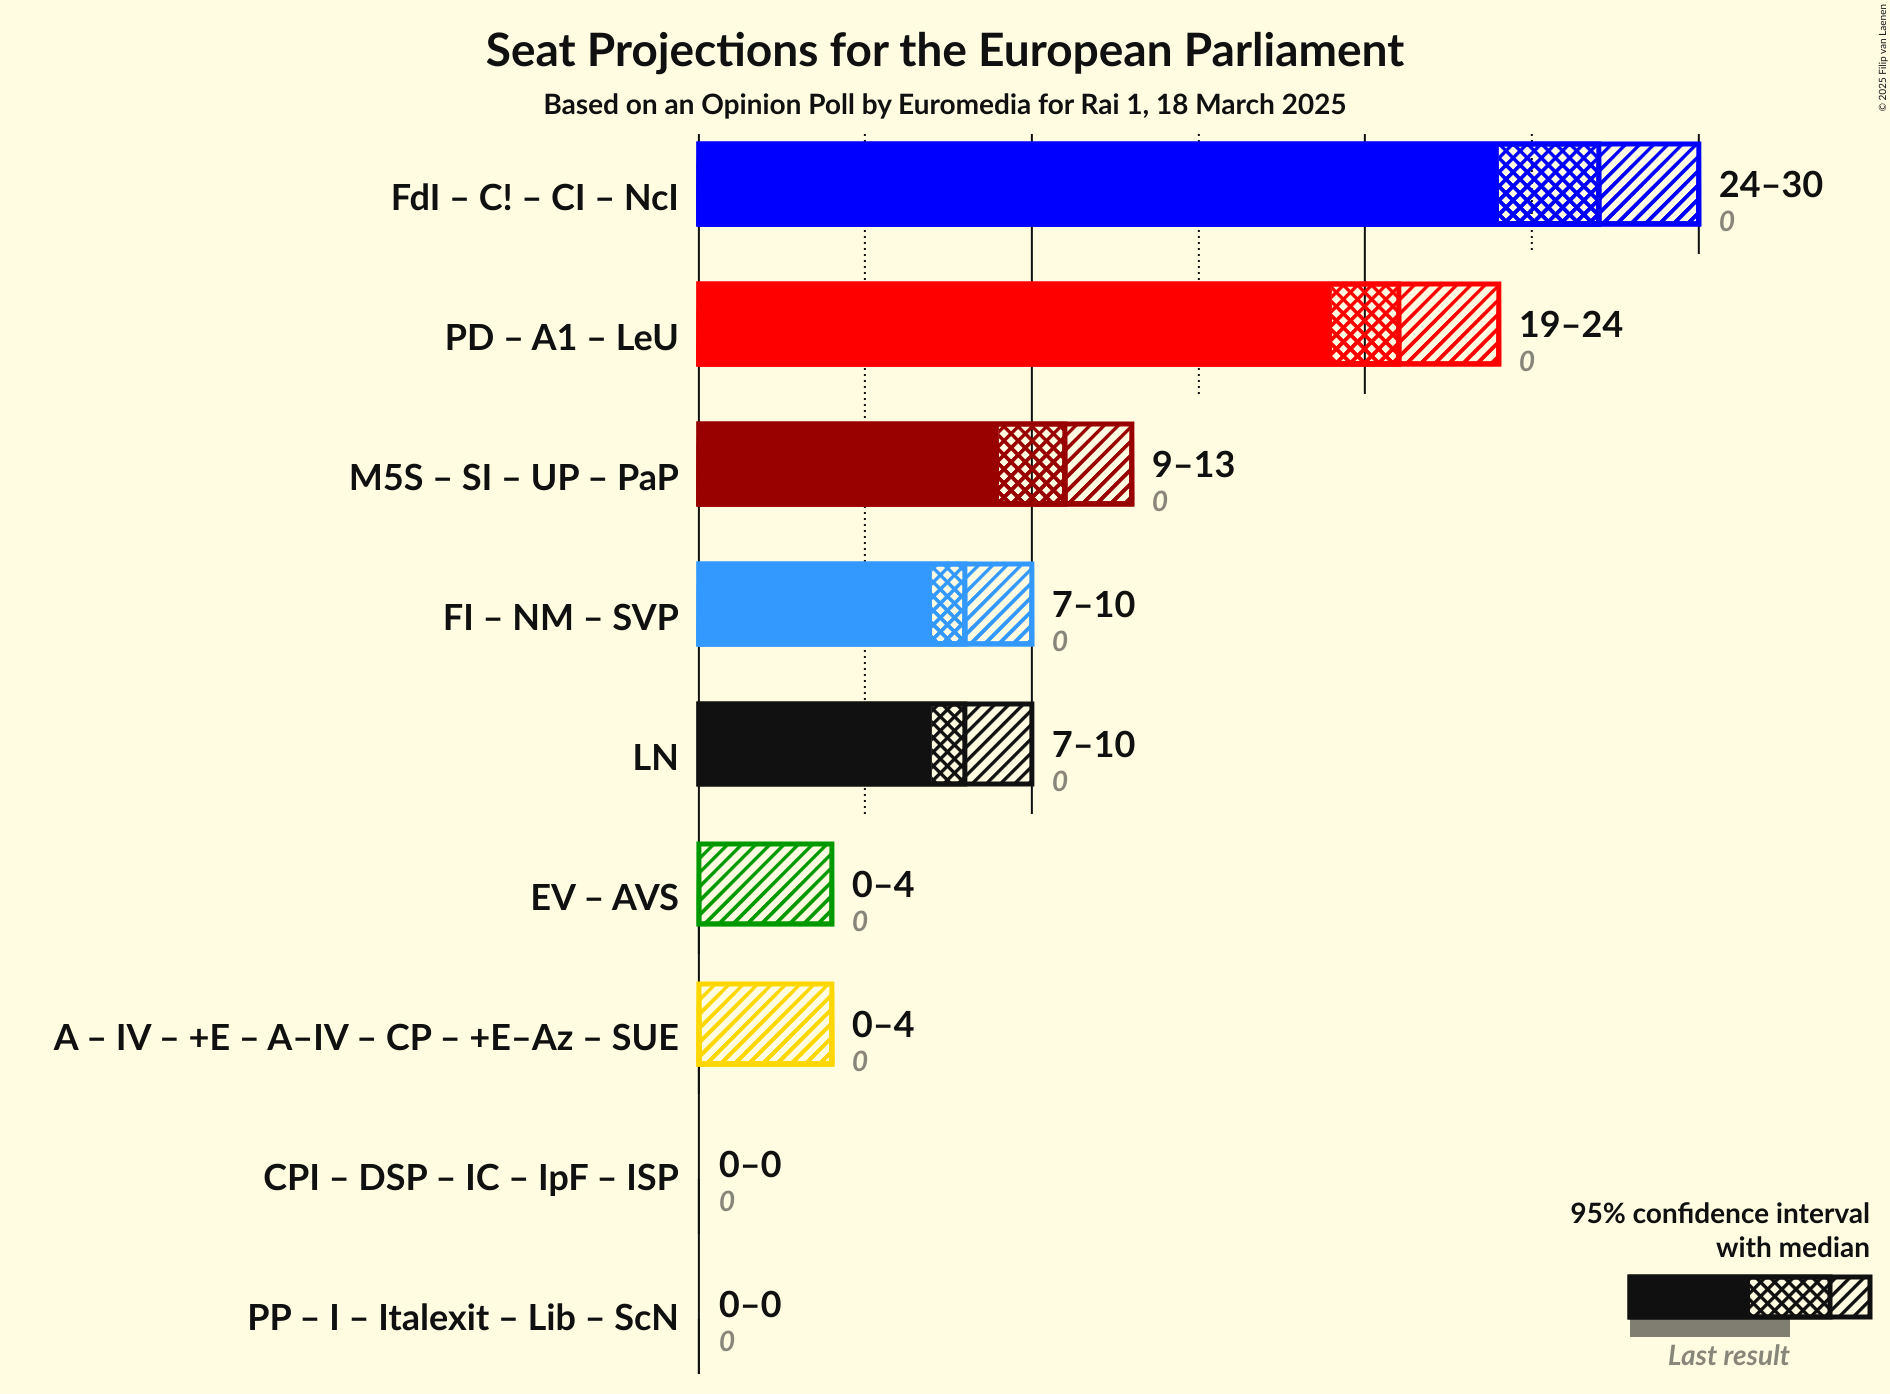 Seat Projections for the European Parliament
Based on an Opinion Poll by Euromedia for Rai 1, 18 March 2025
© 2025 Filip van Laenen
FdI – C! – CI – NcI
24–30
0
PD – A1 – LeU
19–24
0
M5S – SI – UP – PaP
9–13
0
FI – NM – SVP
7–10
0
LN
7–10
0
EV – AVS
0–4
0
A – IV – +E – A–IV – CP – +E–Az – SUE
0–4
0
CPI – DSP – IC – IpF – ISP
0–0
0
PP – I – Italexit – Lib – ScN
0–0
0
95% confidence interval
with median
Last result